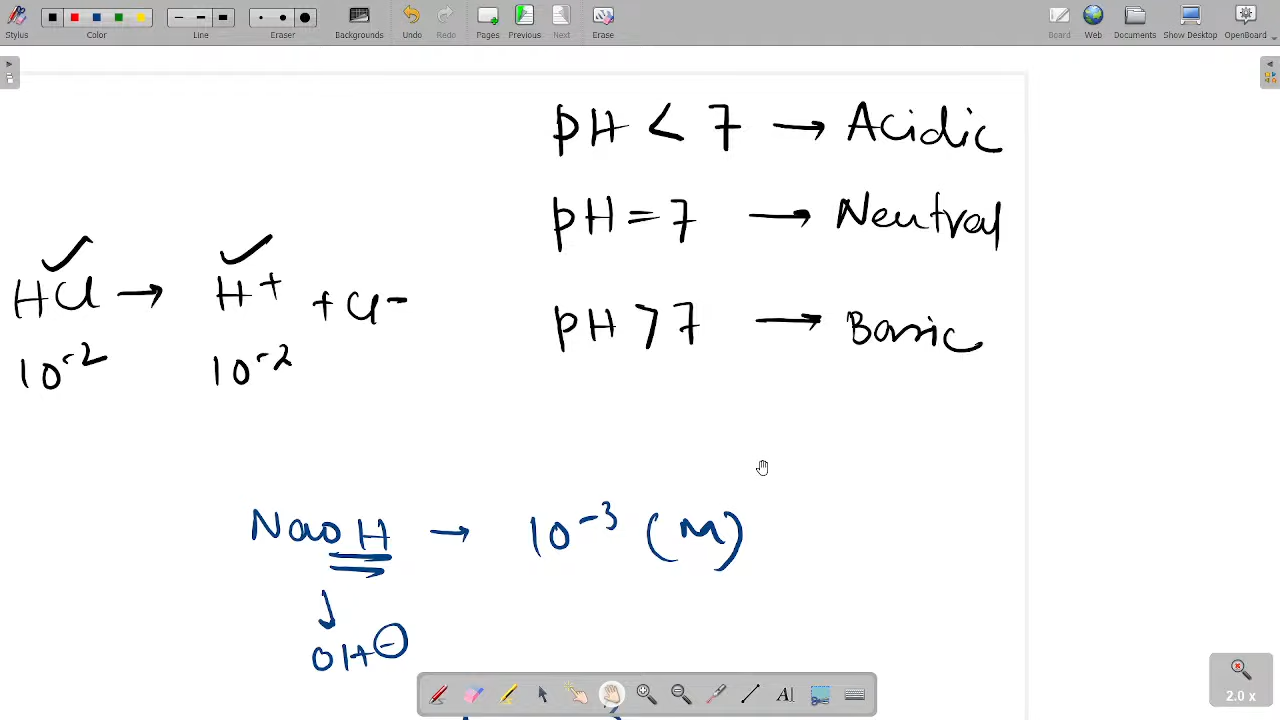 Stylus Color Line Eraser Backgrounds Undo Redo Pages Previous Next Erase Board Web Documents Show Desktop OpenBoard
pH < 7 → Acidic
pH = 7 → Neutral
HCl → H+ + Cl-
10-2 10-2
pH > 7 → Basic
NaOH → 10-3 (M)
↓
OH-
2.0 x